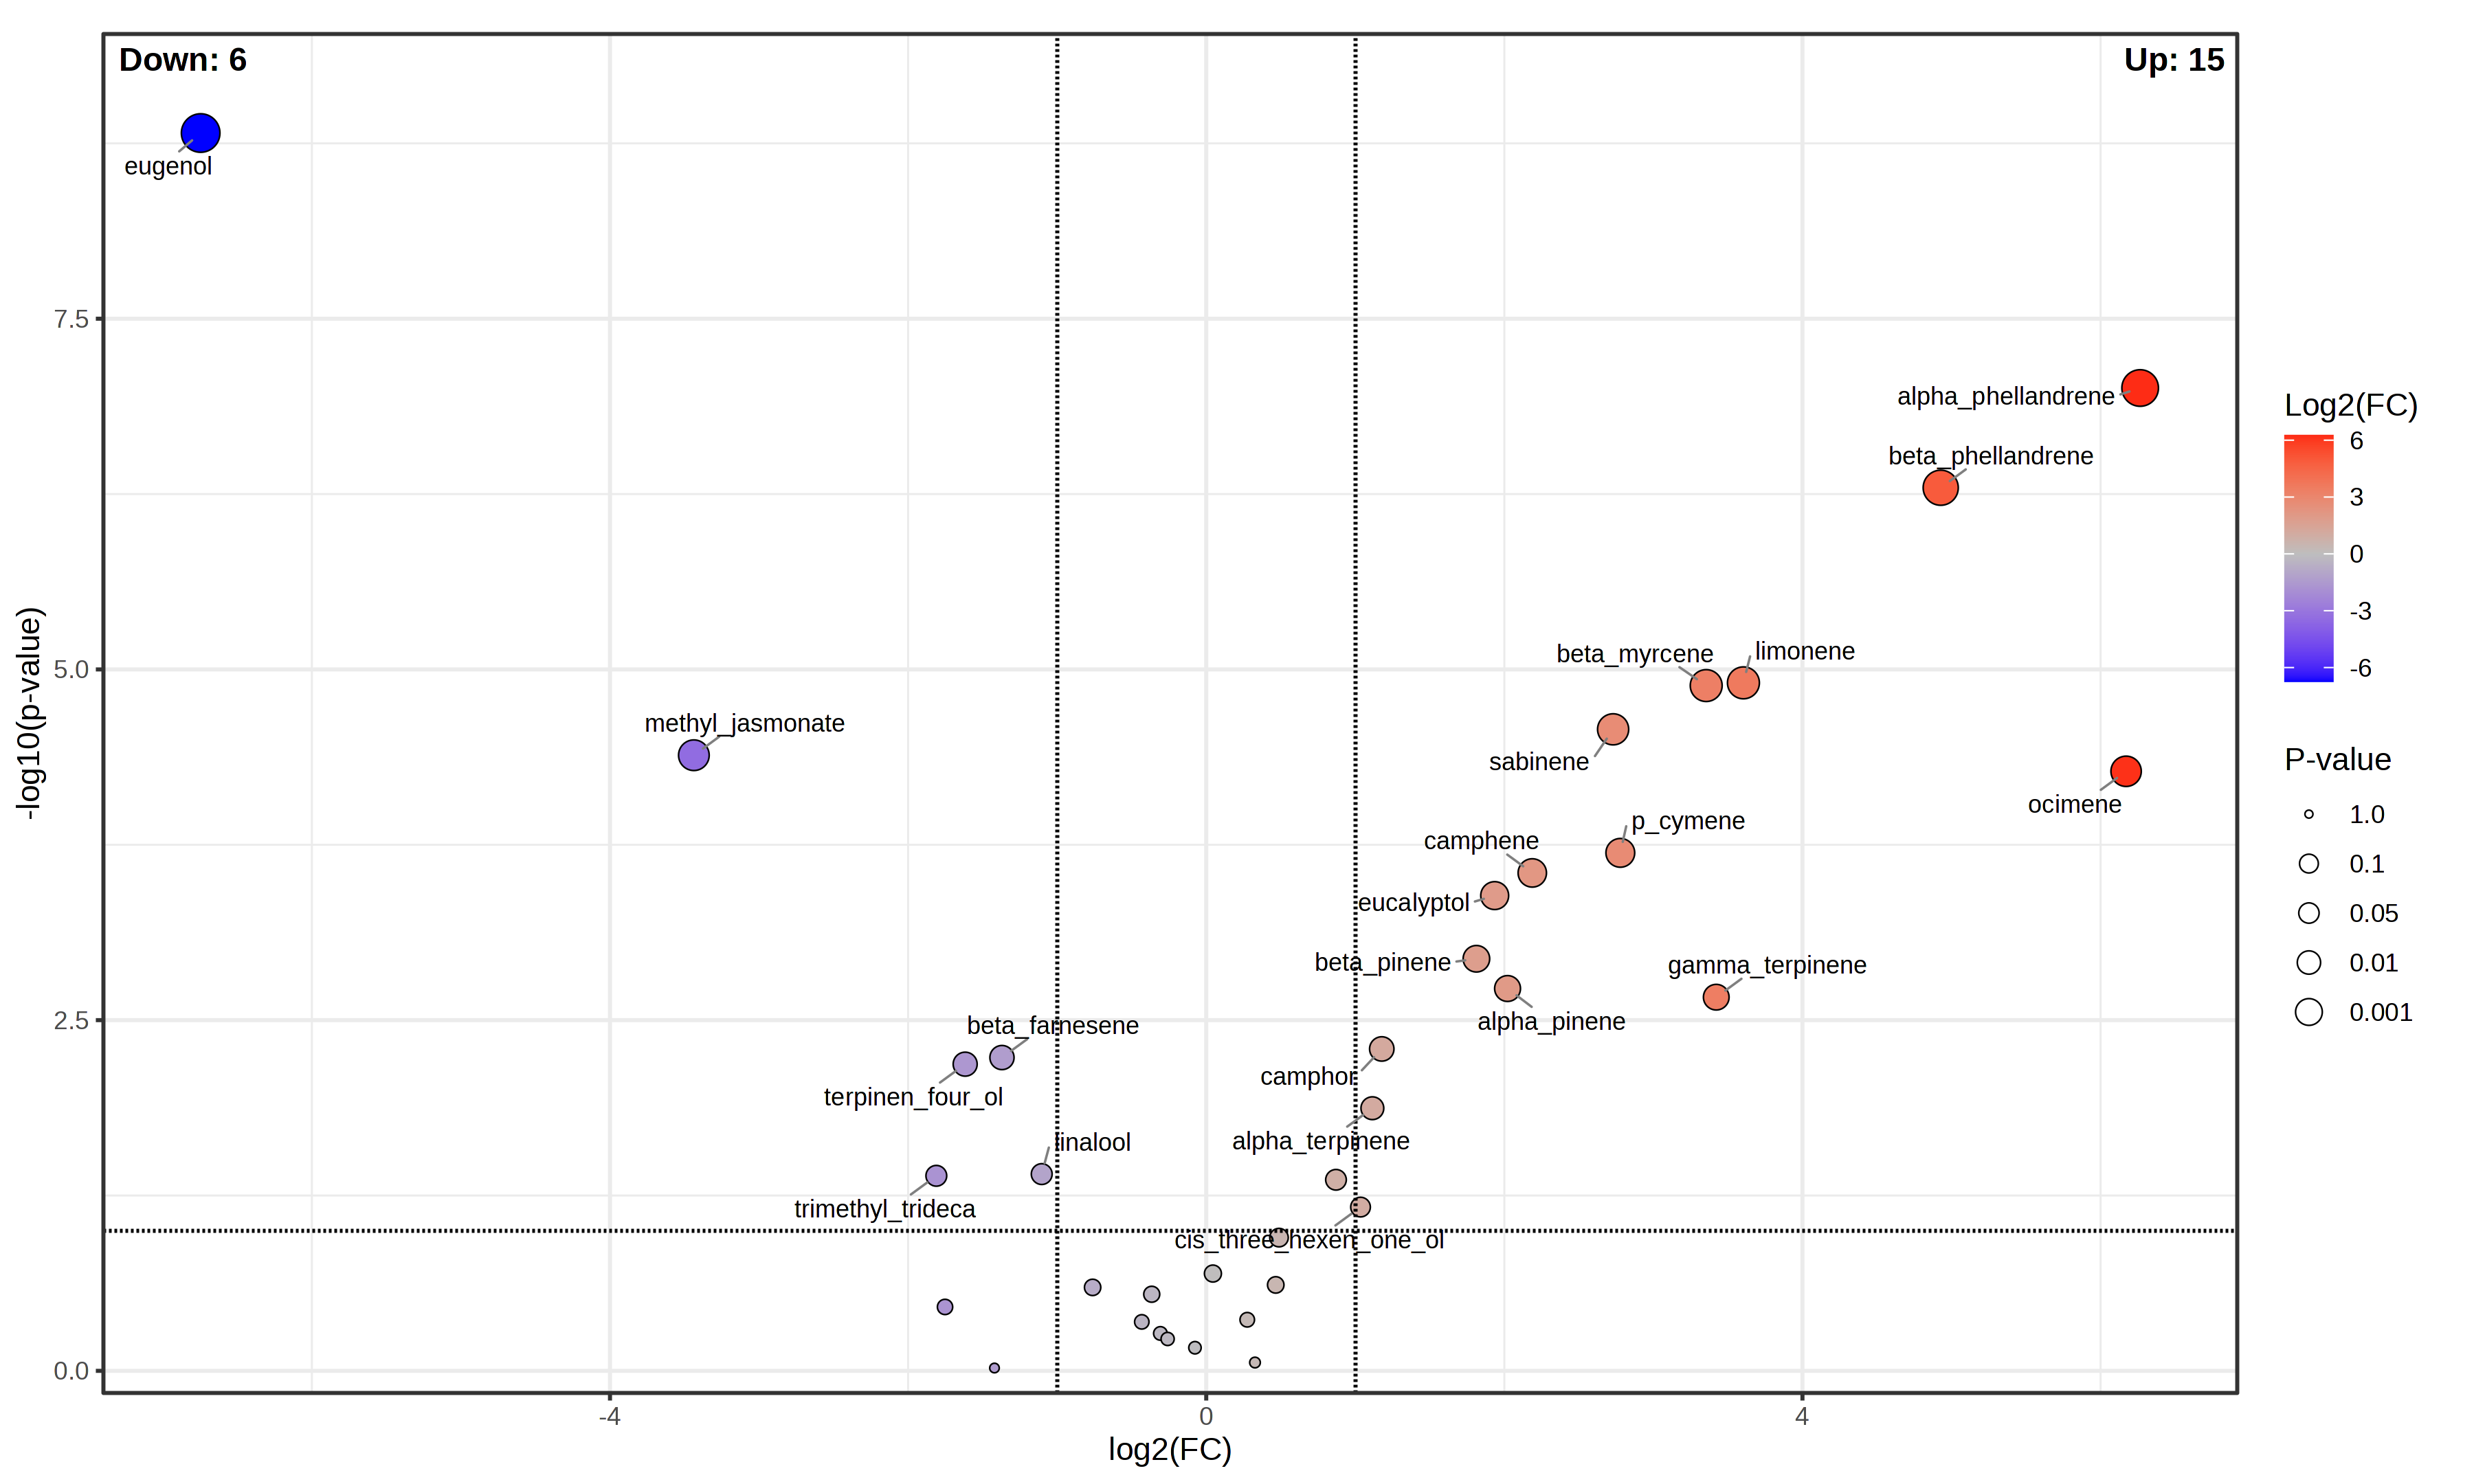 Down: 6
Up: 15
eugenol
7.5
alpha_phellandrene
Log2(FC)
6
beta_phellandrene
3
0
-3
-6
beta_myrcene
limonene
5.0
methyl_jasmonate
sabinene
-log10(p-value)
P-value
ocimene
1.0
p_cymene
camphene
0.1
eucalyptol
0.05
beta_pinene
gamma_terpinene
0.01
2.5
beta_farnesene
alpha_pinene
0.001
camphor
terpinen_four_ol
linalool
alpha_terpinene
trimethyl_trideca
cis_three_hexen_one_ol
0.0
-4
0
4
log2(FC)